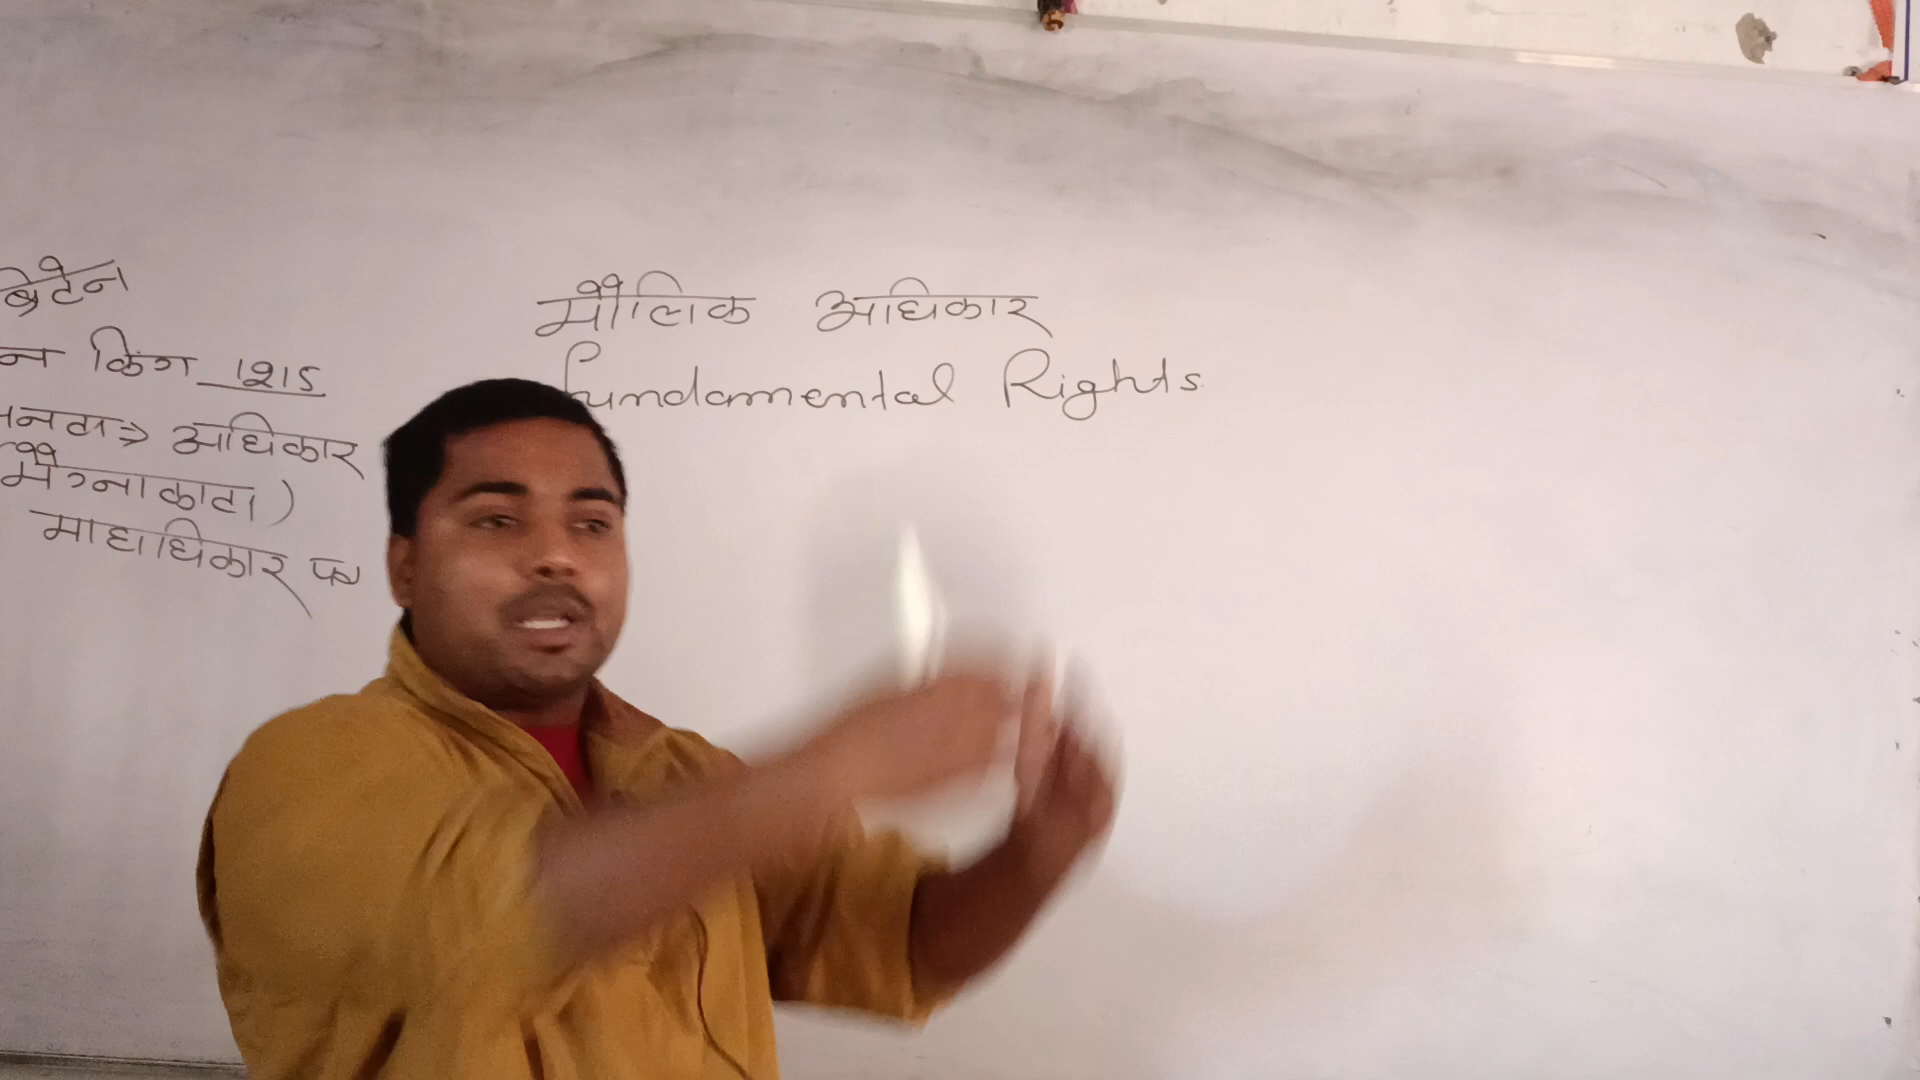 ब्रेटेन
न किंग 1215
जनता ⇒ अधिकार
मैग्नाकाटा)
माहाधिकार पत्र
मौलिक अधिकार
Fundamental Rights